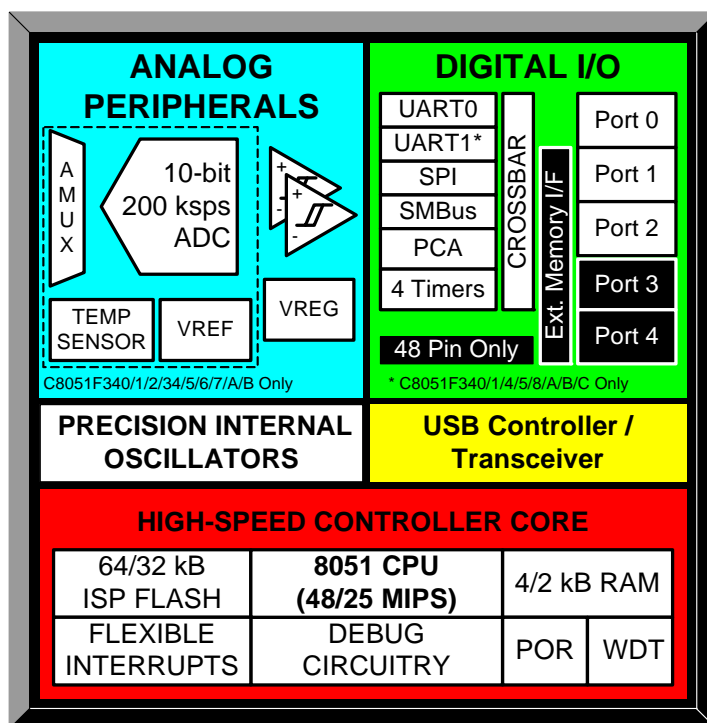 ANALOG
PERIPHERALS
A
M
U
X
10-bit
200 ksps
ADC
+
-
+
-
TEMP
SENSOR
VREF
VREG
C8051F340/1/2/34/5/6/7/A/B Only
DIGITAL I/O
UART0
UART1*
SPI
SMBus
PCA
4 Timers
CROSSBAR
Ext. Memory I/F
Port 0
Port 1
Port 2
Port 3
Port 4
48 Pin Only
* C8051F340/1/4/5/8/A/B/C Only
PRECISION INTERNAL
OSCILLATORS
USB Controller /
Transceiver
HIGH-SPEED CONTROLLER CORE
64/32 kB
ISP FLASH
8051 CPU
(48/25 MIPS)
4/2 kB RAM
FLEXIBLE
INTERRUPTS
DEBUG
CIRCUITRY
POR
WDT